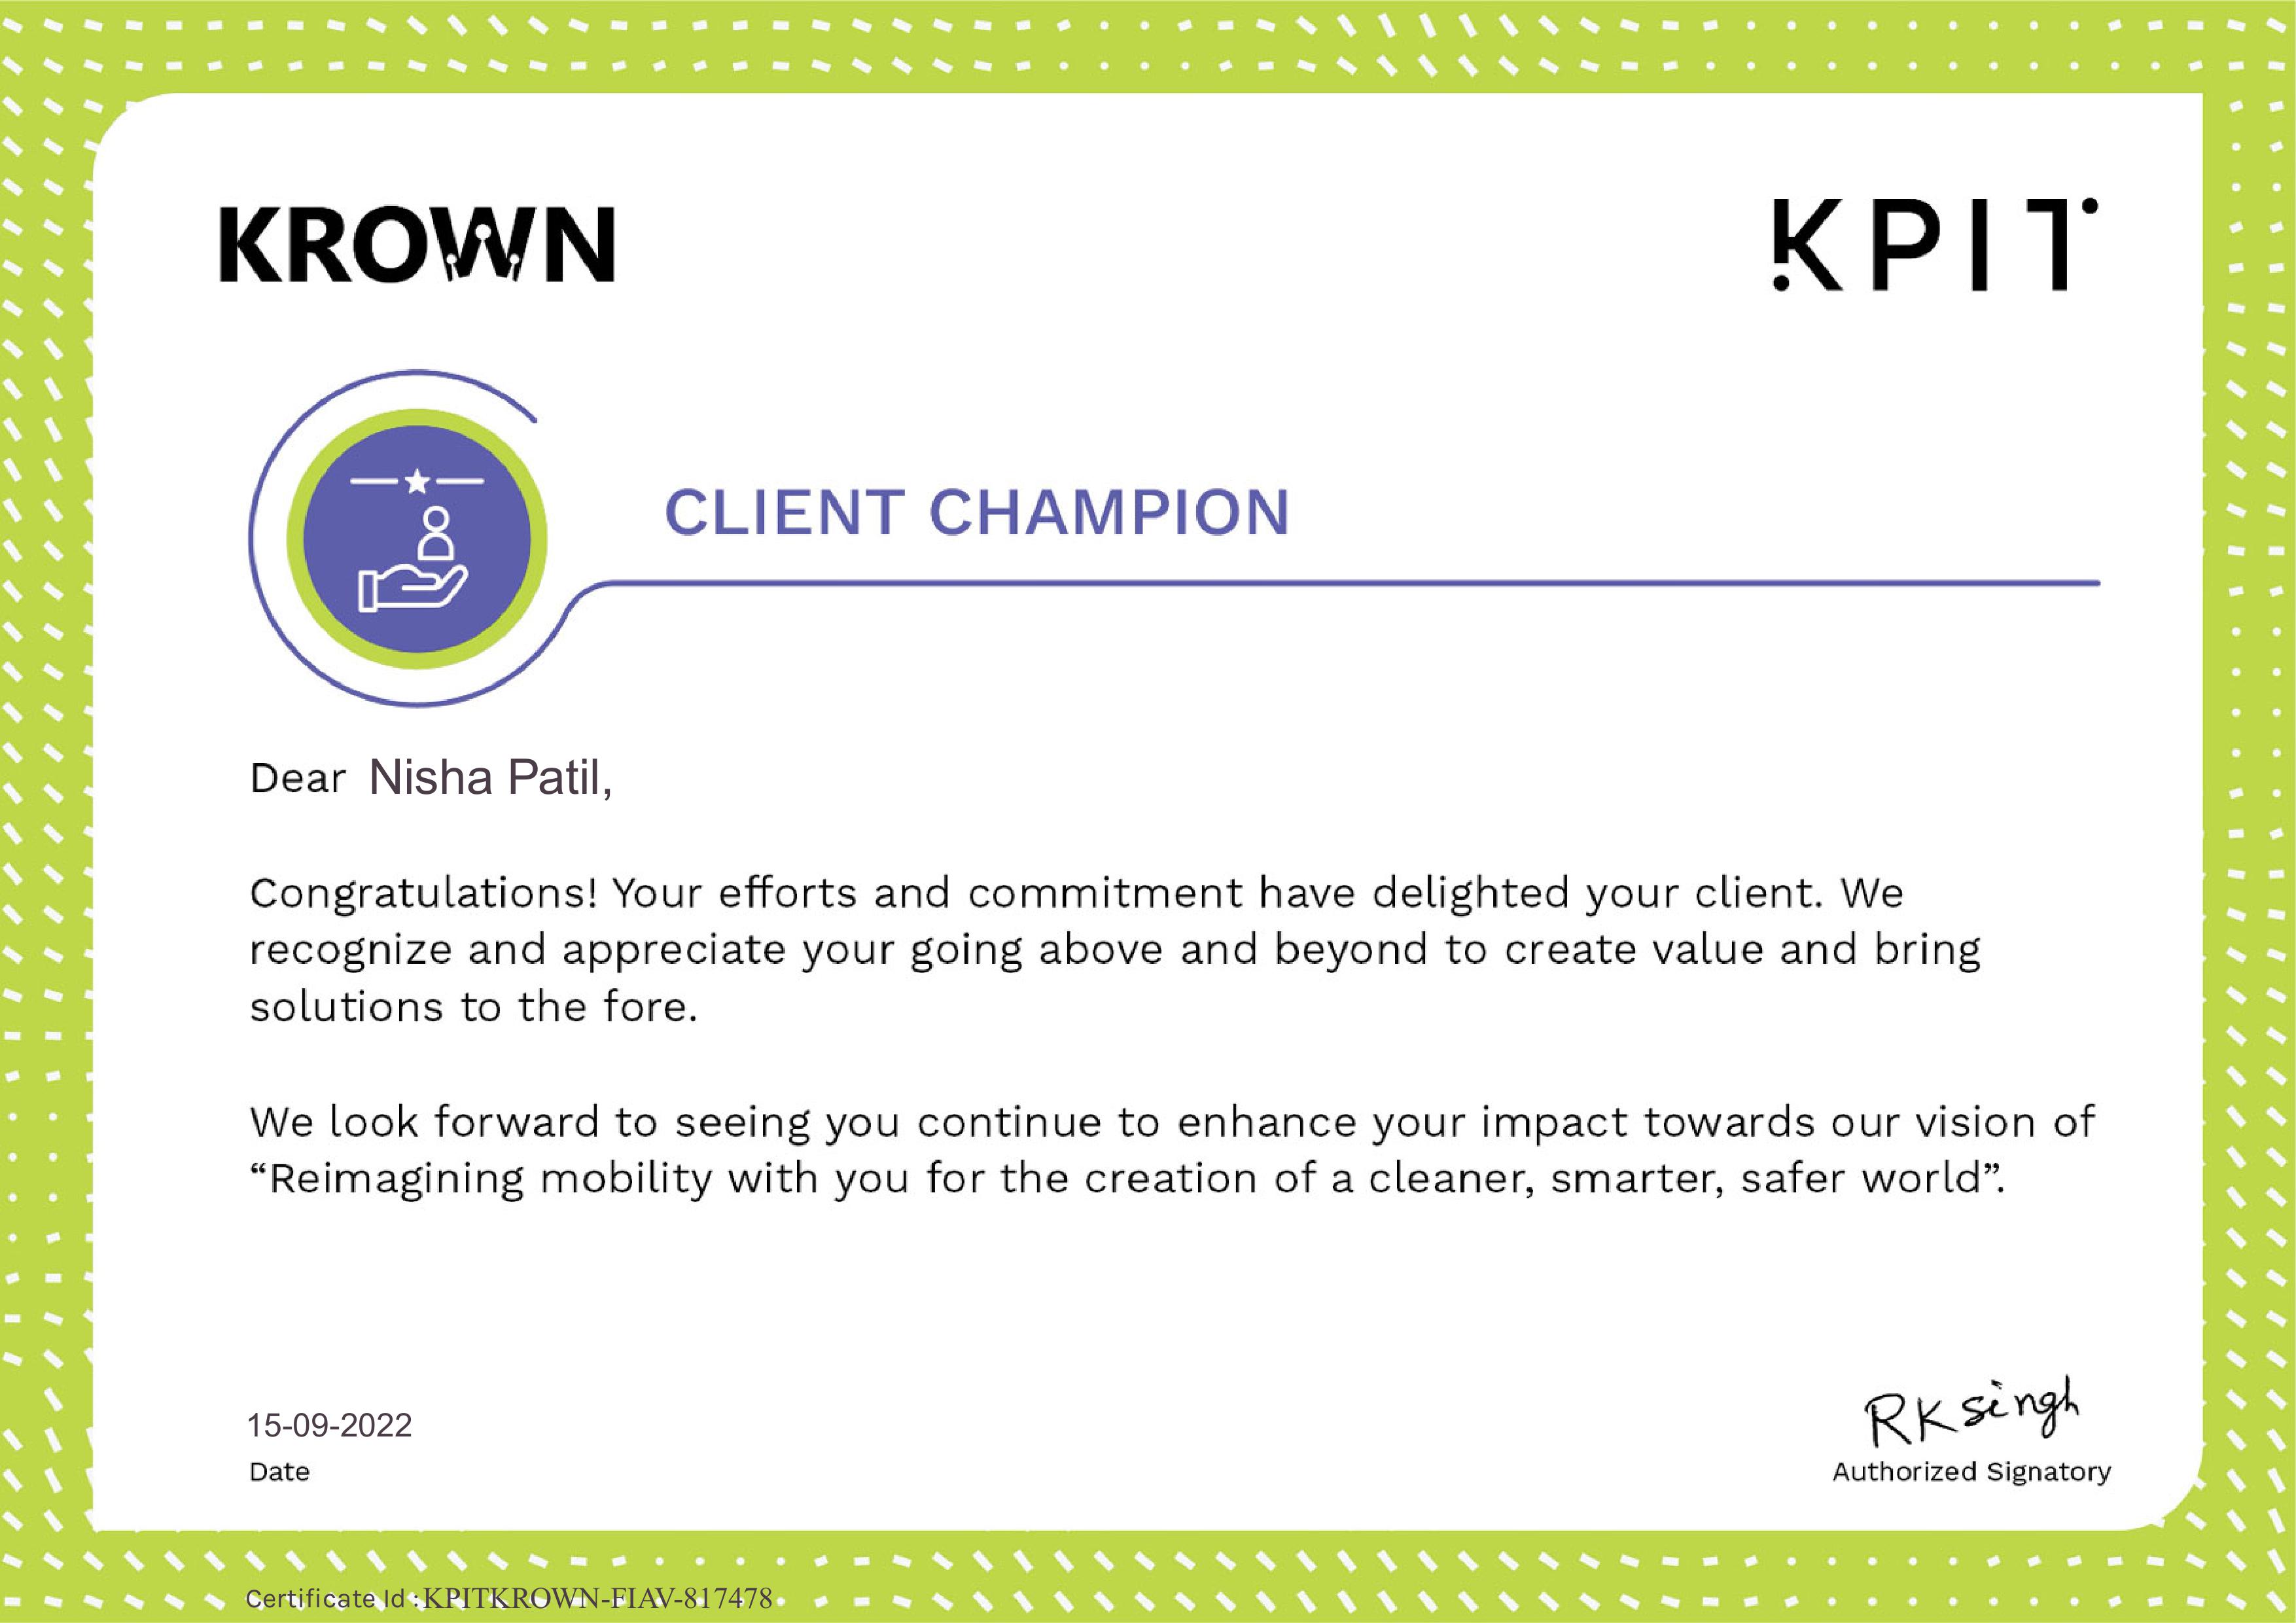 KROWN
KPIT
CLIENT CHAMPION
Dear Nisha Patil,
Congratulations! Your efforts and commitment have delighted your client. We
recognize and appreciate your going above and beyond to create value and bring
solutions to the fore.
We look forward to seeing you continue to enhance your impact towards our vision of
“Reimagining mobility with you for the creation of a cleaner, smarter, safer world”.
15-09-2022
Date
RKsingh
Authorized Signatory
Certificate Id :KPITKROWN-FIAV-817478